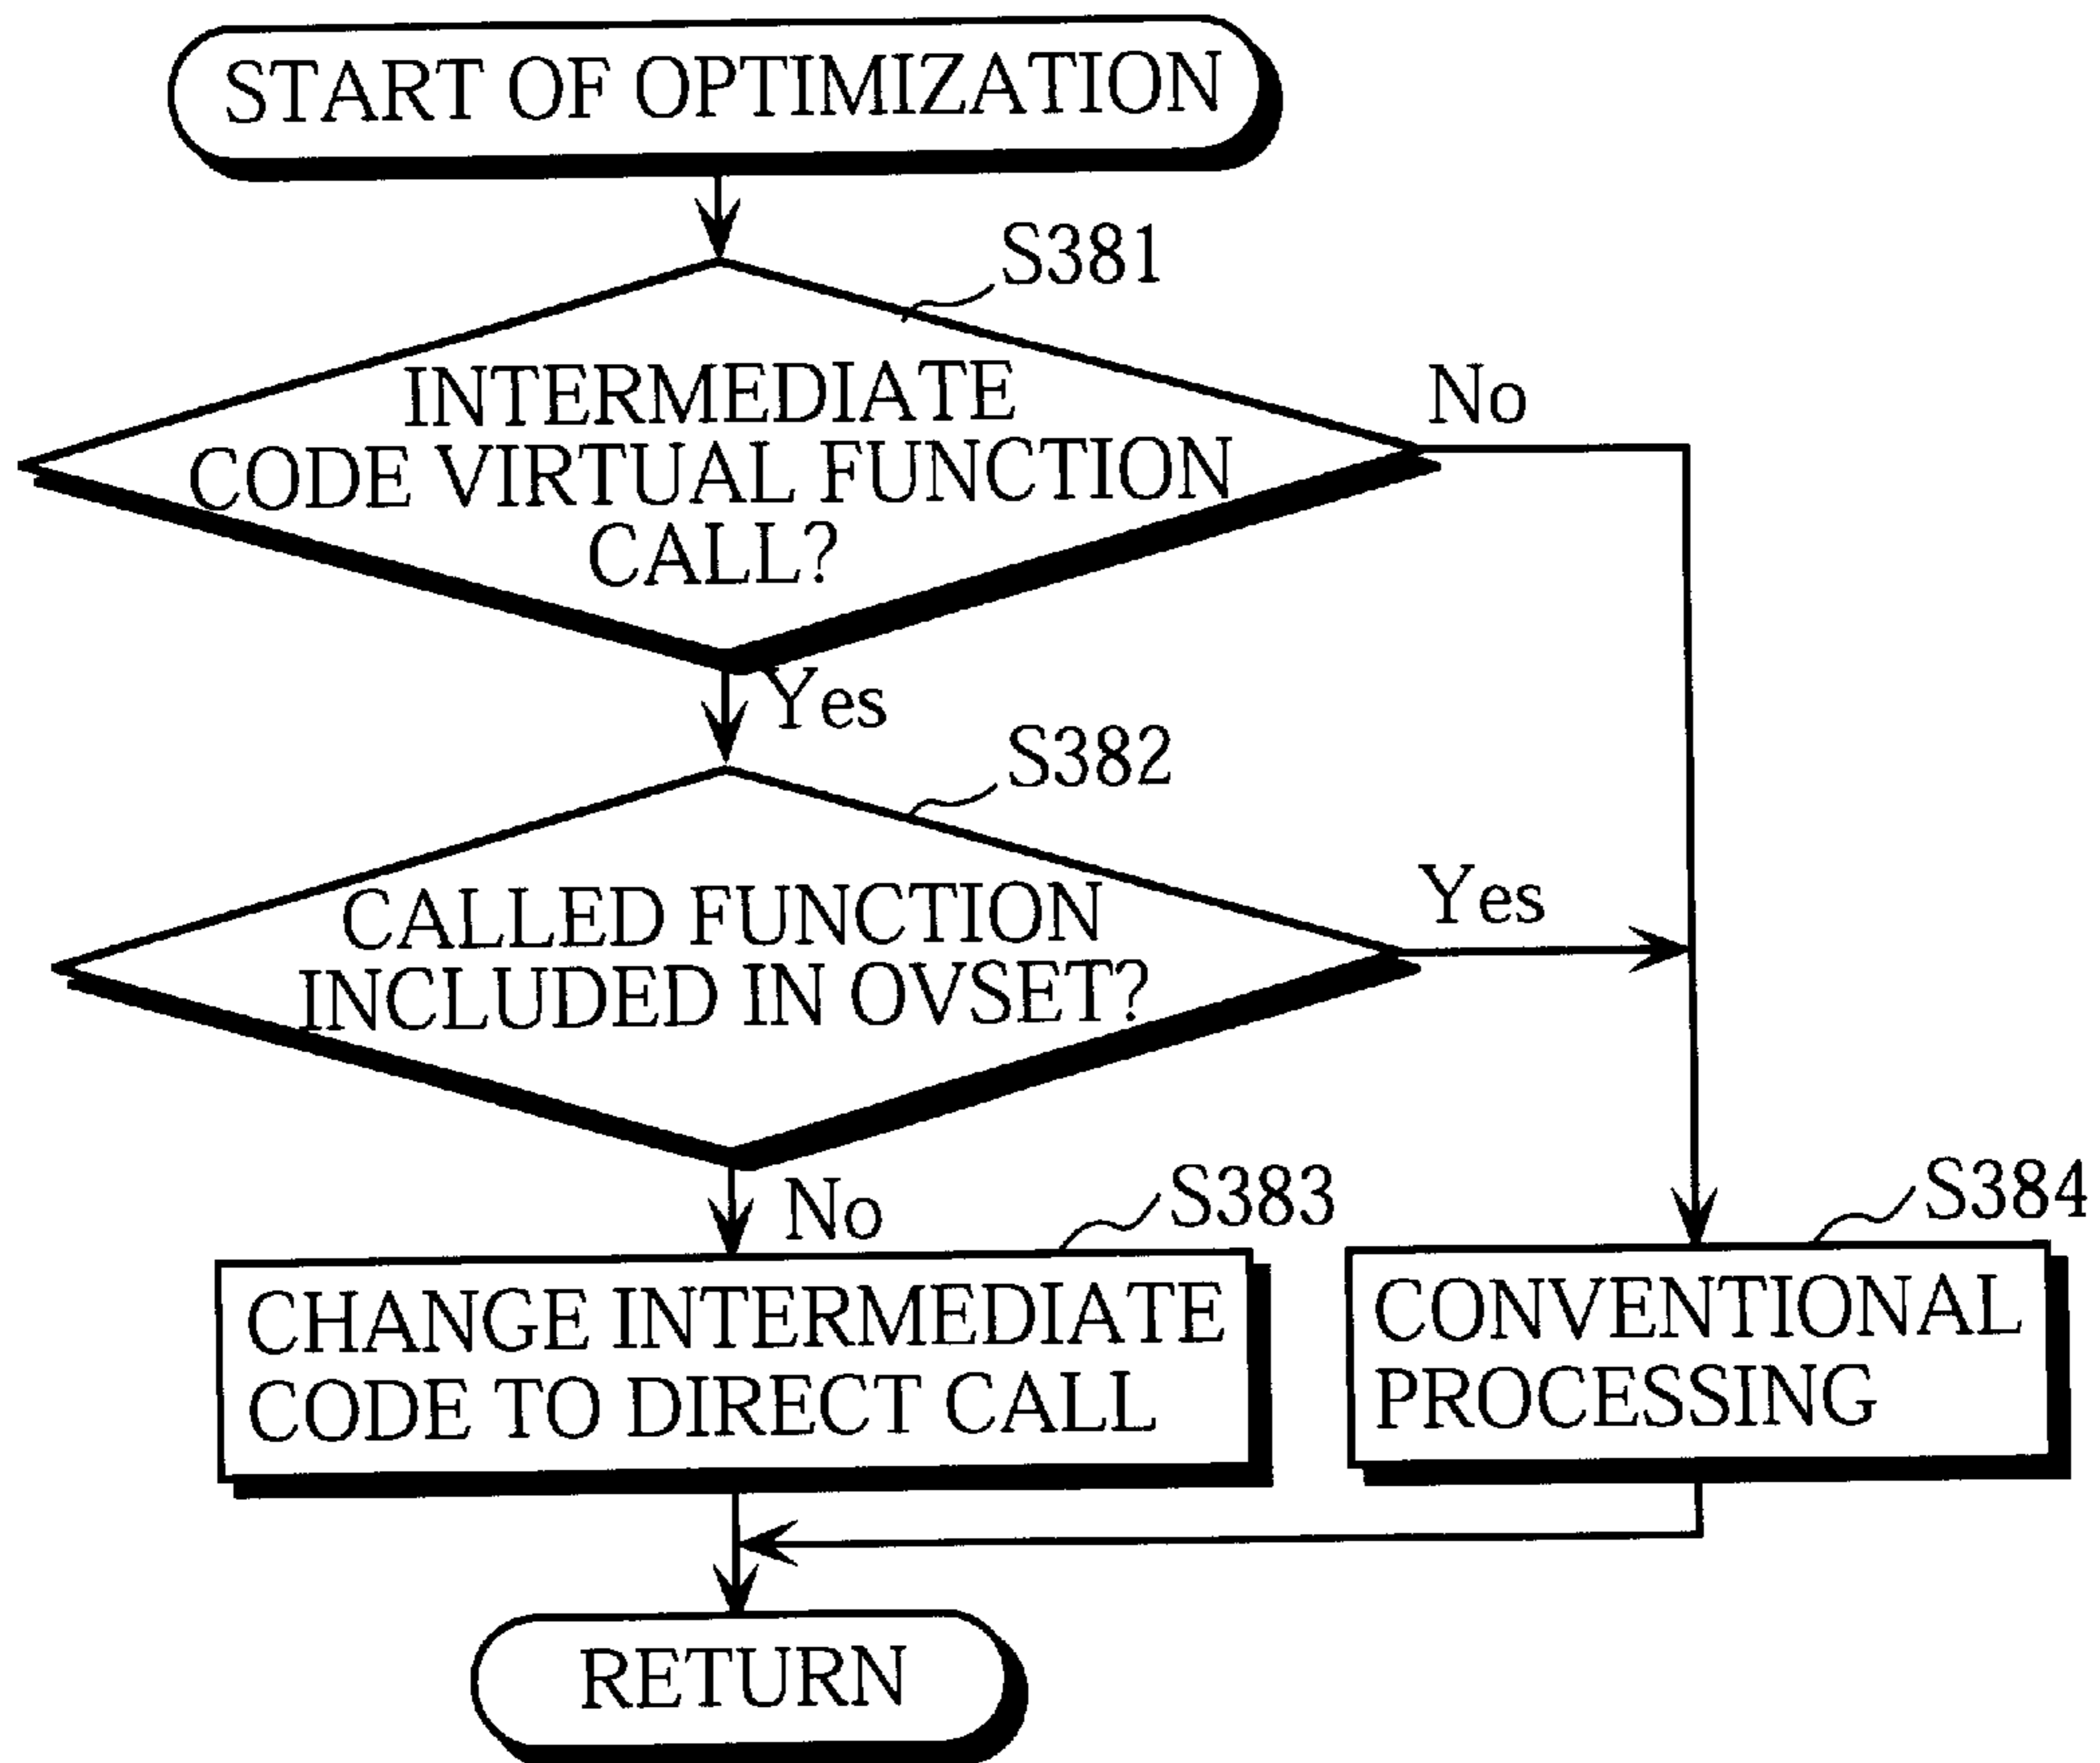 START OF OPTIMIZATION
S381
INTERMEDIATE
CODE VIRTUAL FUNCTION
CALL?
No
Yes
S382
CALLED FUNCTION
INCLUDED IN OVSET?
Yes
No
S383
CHANGE INTERMEDIATE
CODE TO DIRECT CALL
S384
CONVENTIONAL
PROCESSING
RETURN